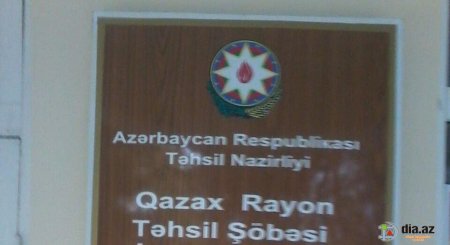 Azərbaycan Respublikası
Təhsil Nazirliyi
Qazax Rayon
Təhsil Şöbəsi
dia.az